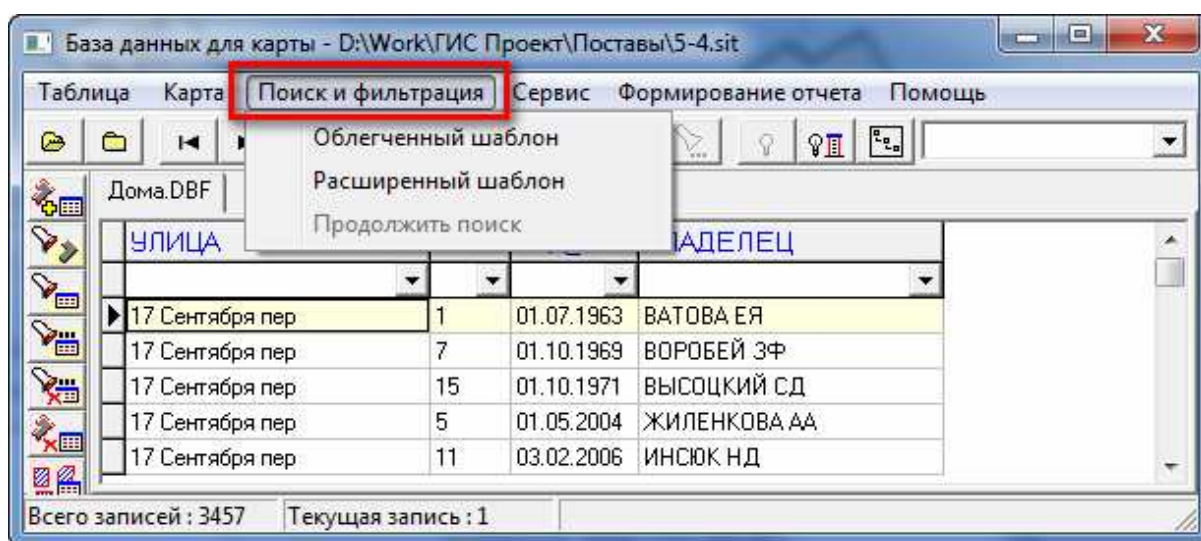 База данных для карты - D:\Work\ГИС Проект\Поставы\5-4.sit
Таблица Карта Поиск и фильтрация Сервис Формирование отчета Помощь
Облегченный шаблон
Расширенный шаблон
Продолжить поиск
Дома.DBF
УЛИЦА
17 Сентября пер 1 01.07.1963 ВАТОВА ЕЯ
17 Сентября пер 7 01.10.1969 ВОРОБЕЙ ЗФ
17 Сентября пер 15 01.10.1971 ВЫСОЦКИЙ СД
17 Сентября пер 5 01.05.2004 ЖИЛЕНКОВА АА
17 Сентября пер 11 03.02.2006 ИНСЮК НД
Всего записей : 3457 Текущая запись : 1